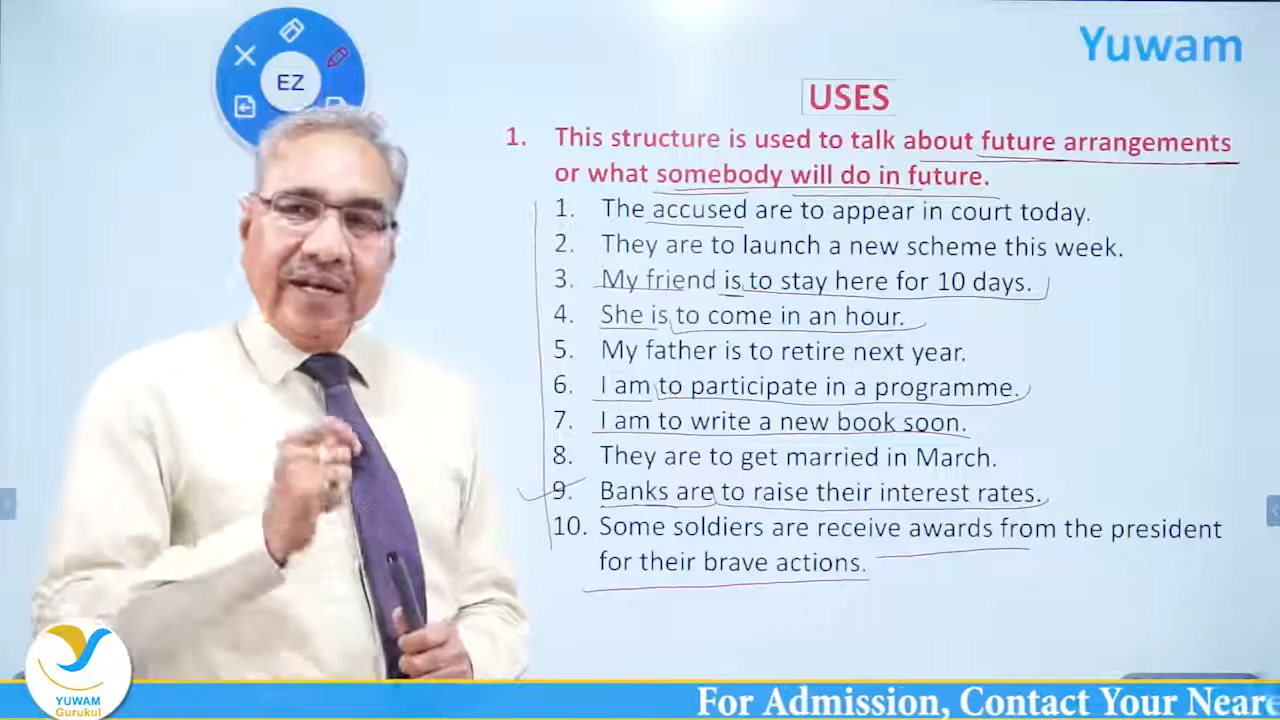 EZ
Yuwam
USES
1. This structure is used to talk about future arrangements
or what somebody will do in future.
1. The accused are to appear in court today.
2. They are to launch a new scheme this week.
3. My friend is to stay here for 10 days.
4. She is to come in an hour.
5. My father is to retire next year.
6. I am to participate in a programme.
7. I am to write a new book soon.
8. They are to get married in March.
9. Banks are to raise their interest rates.
10. Some soldiers are receive awards from the president
for their brave actions.
YUWAM
Gurukul
For Admission, Contact Your Neare